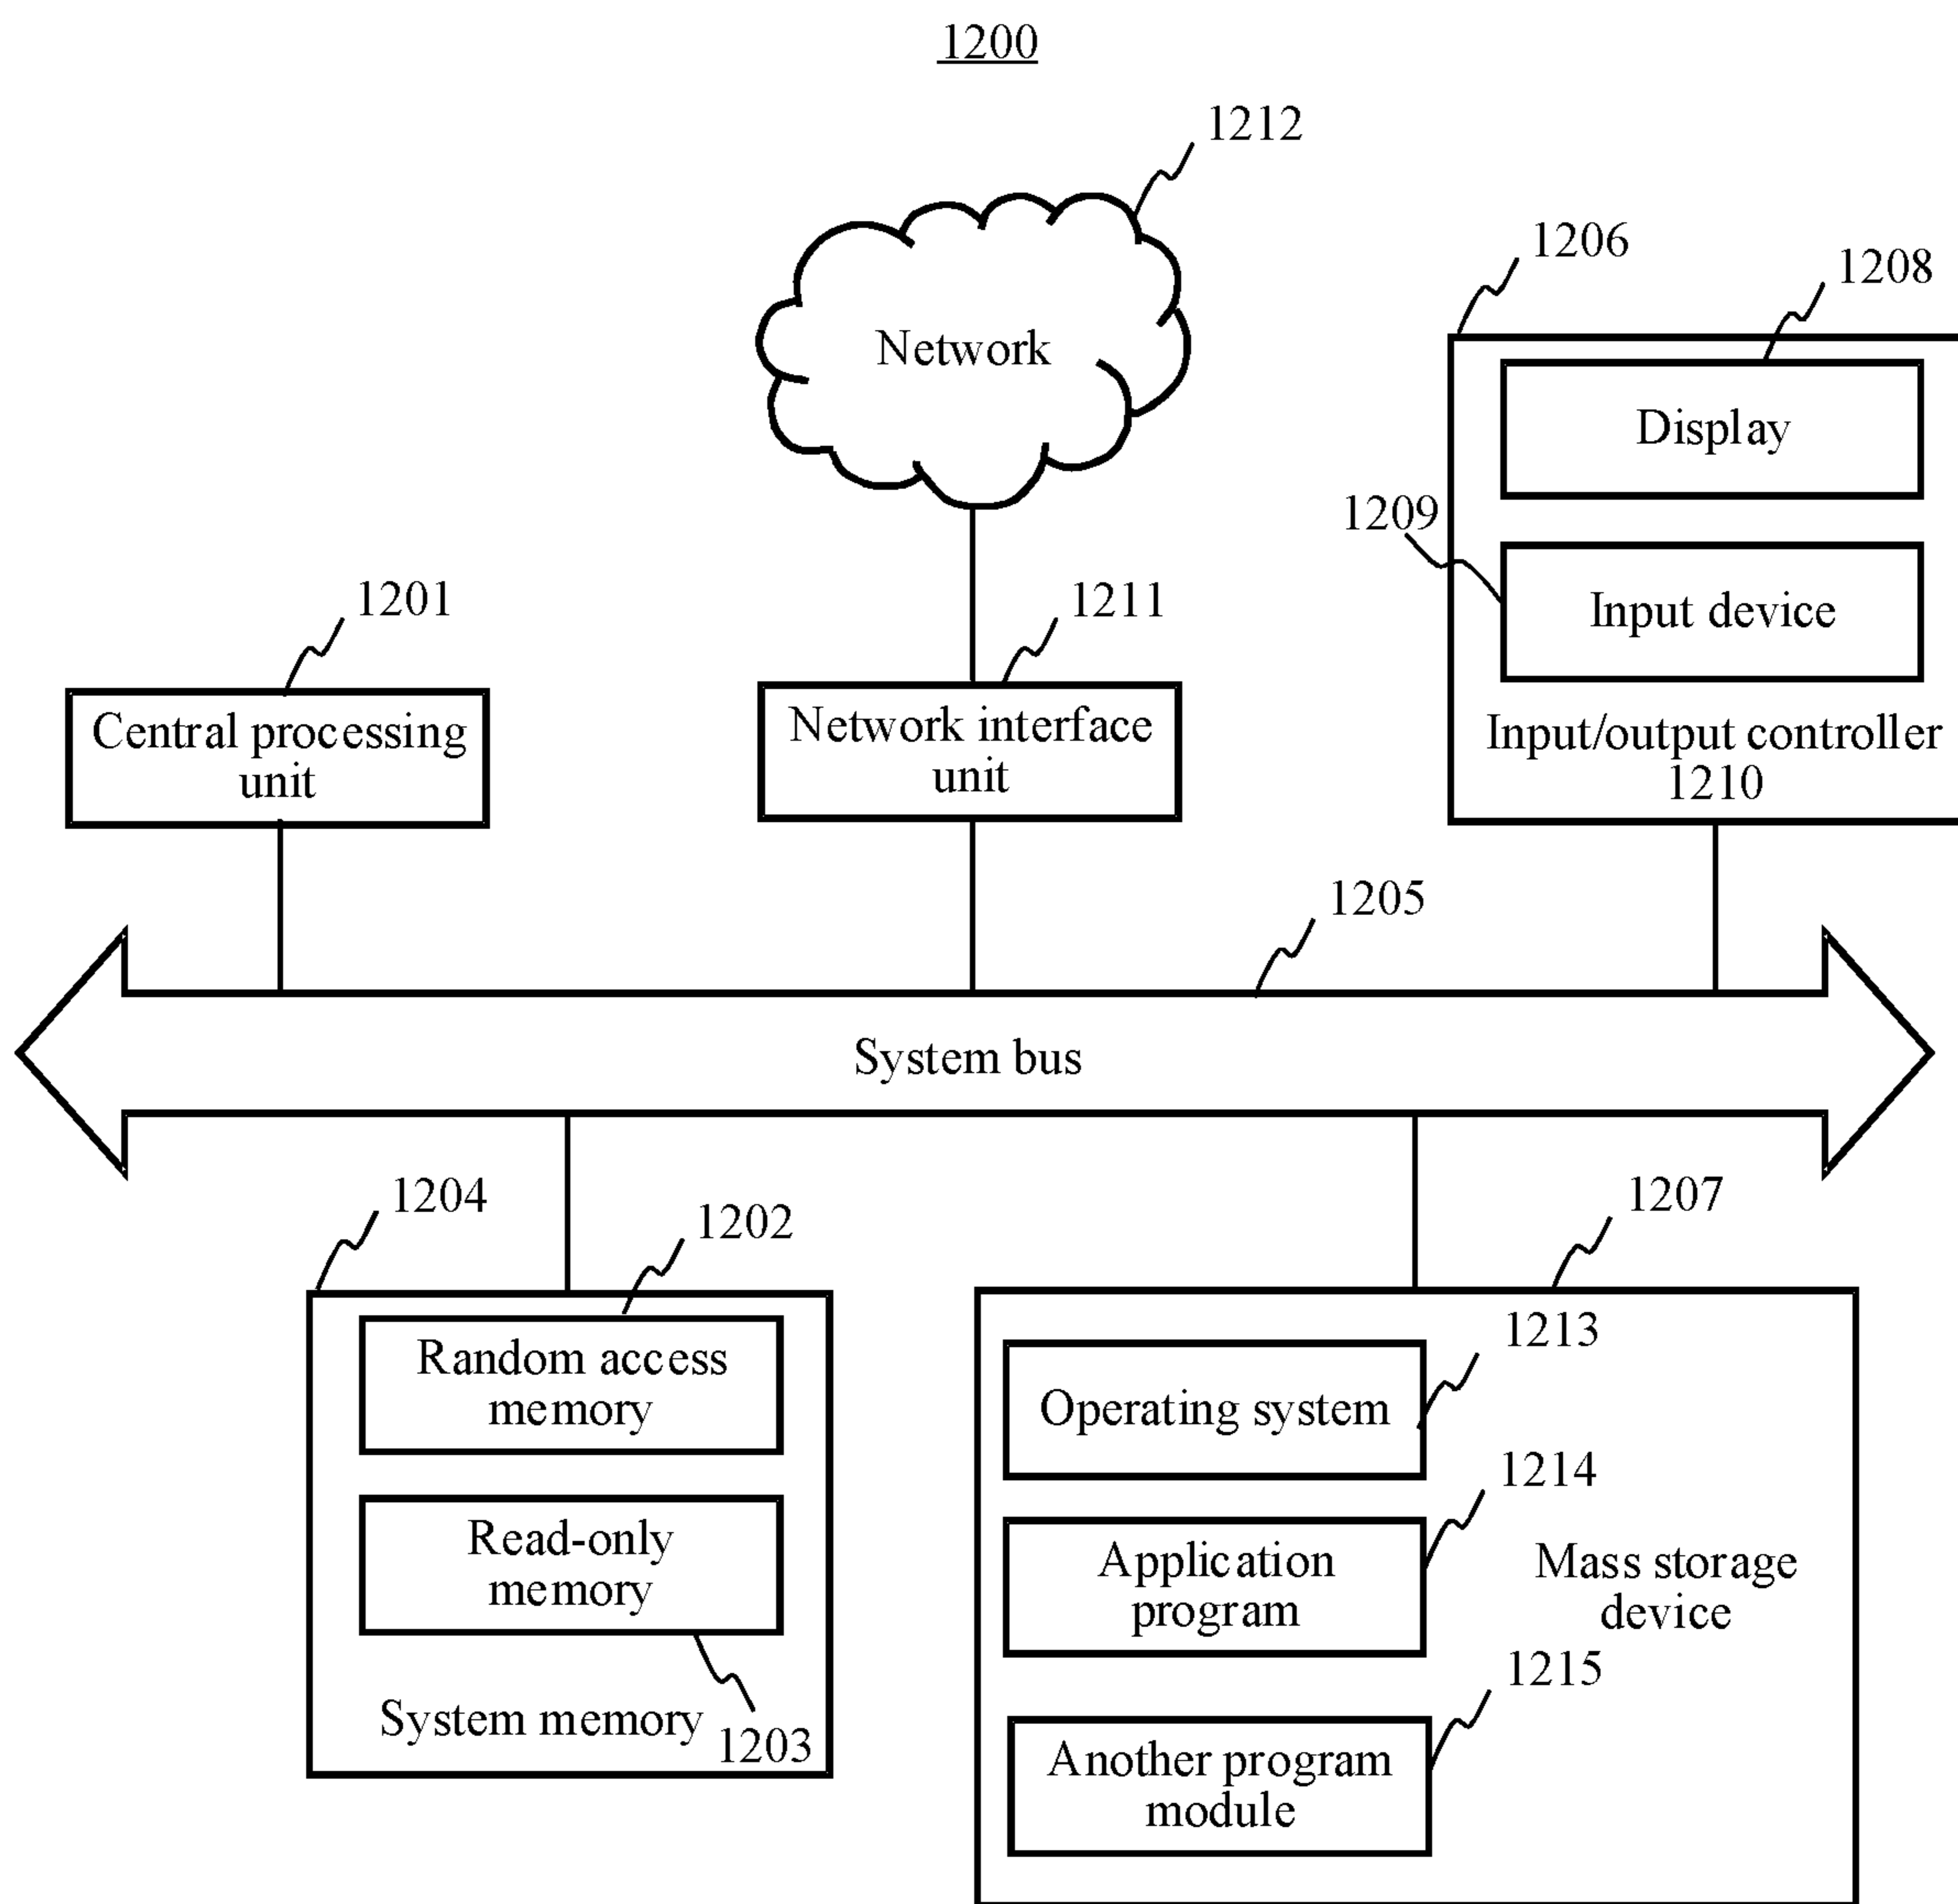 1200
1212
Network
1206
1208
Display
1209
Input device
Input/output controller
1210
1201
Central processing
unit
1211
Network interface
unit
1205
System bus
1204
1202
Random access
memory
Read-only
memory
System memory
1203
1207
1213
Operating system
1214
Application
program
Mass storage
device
1215
Another program
module